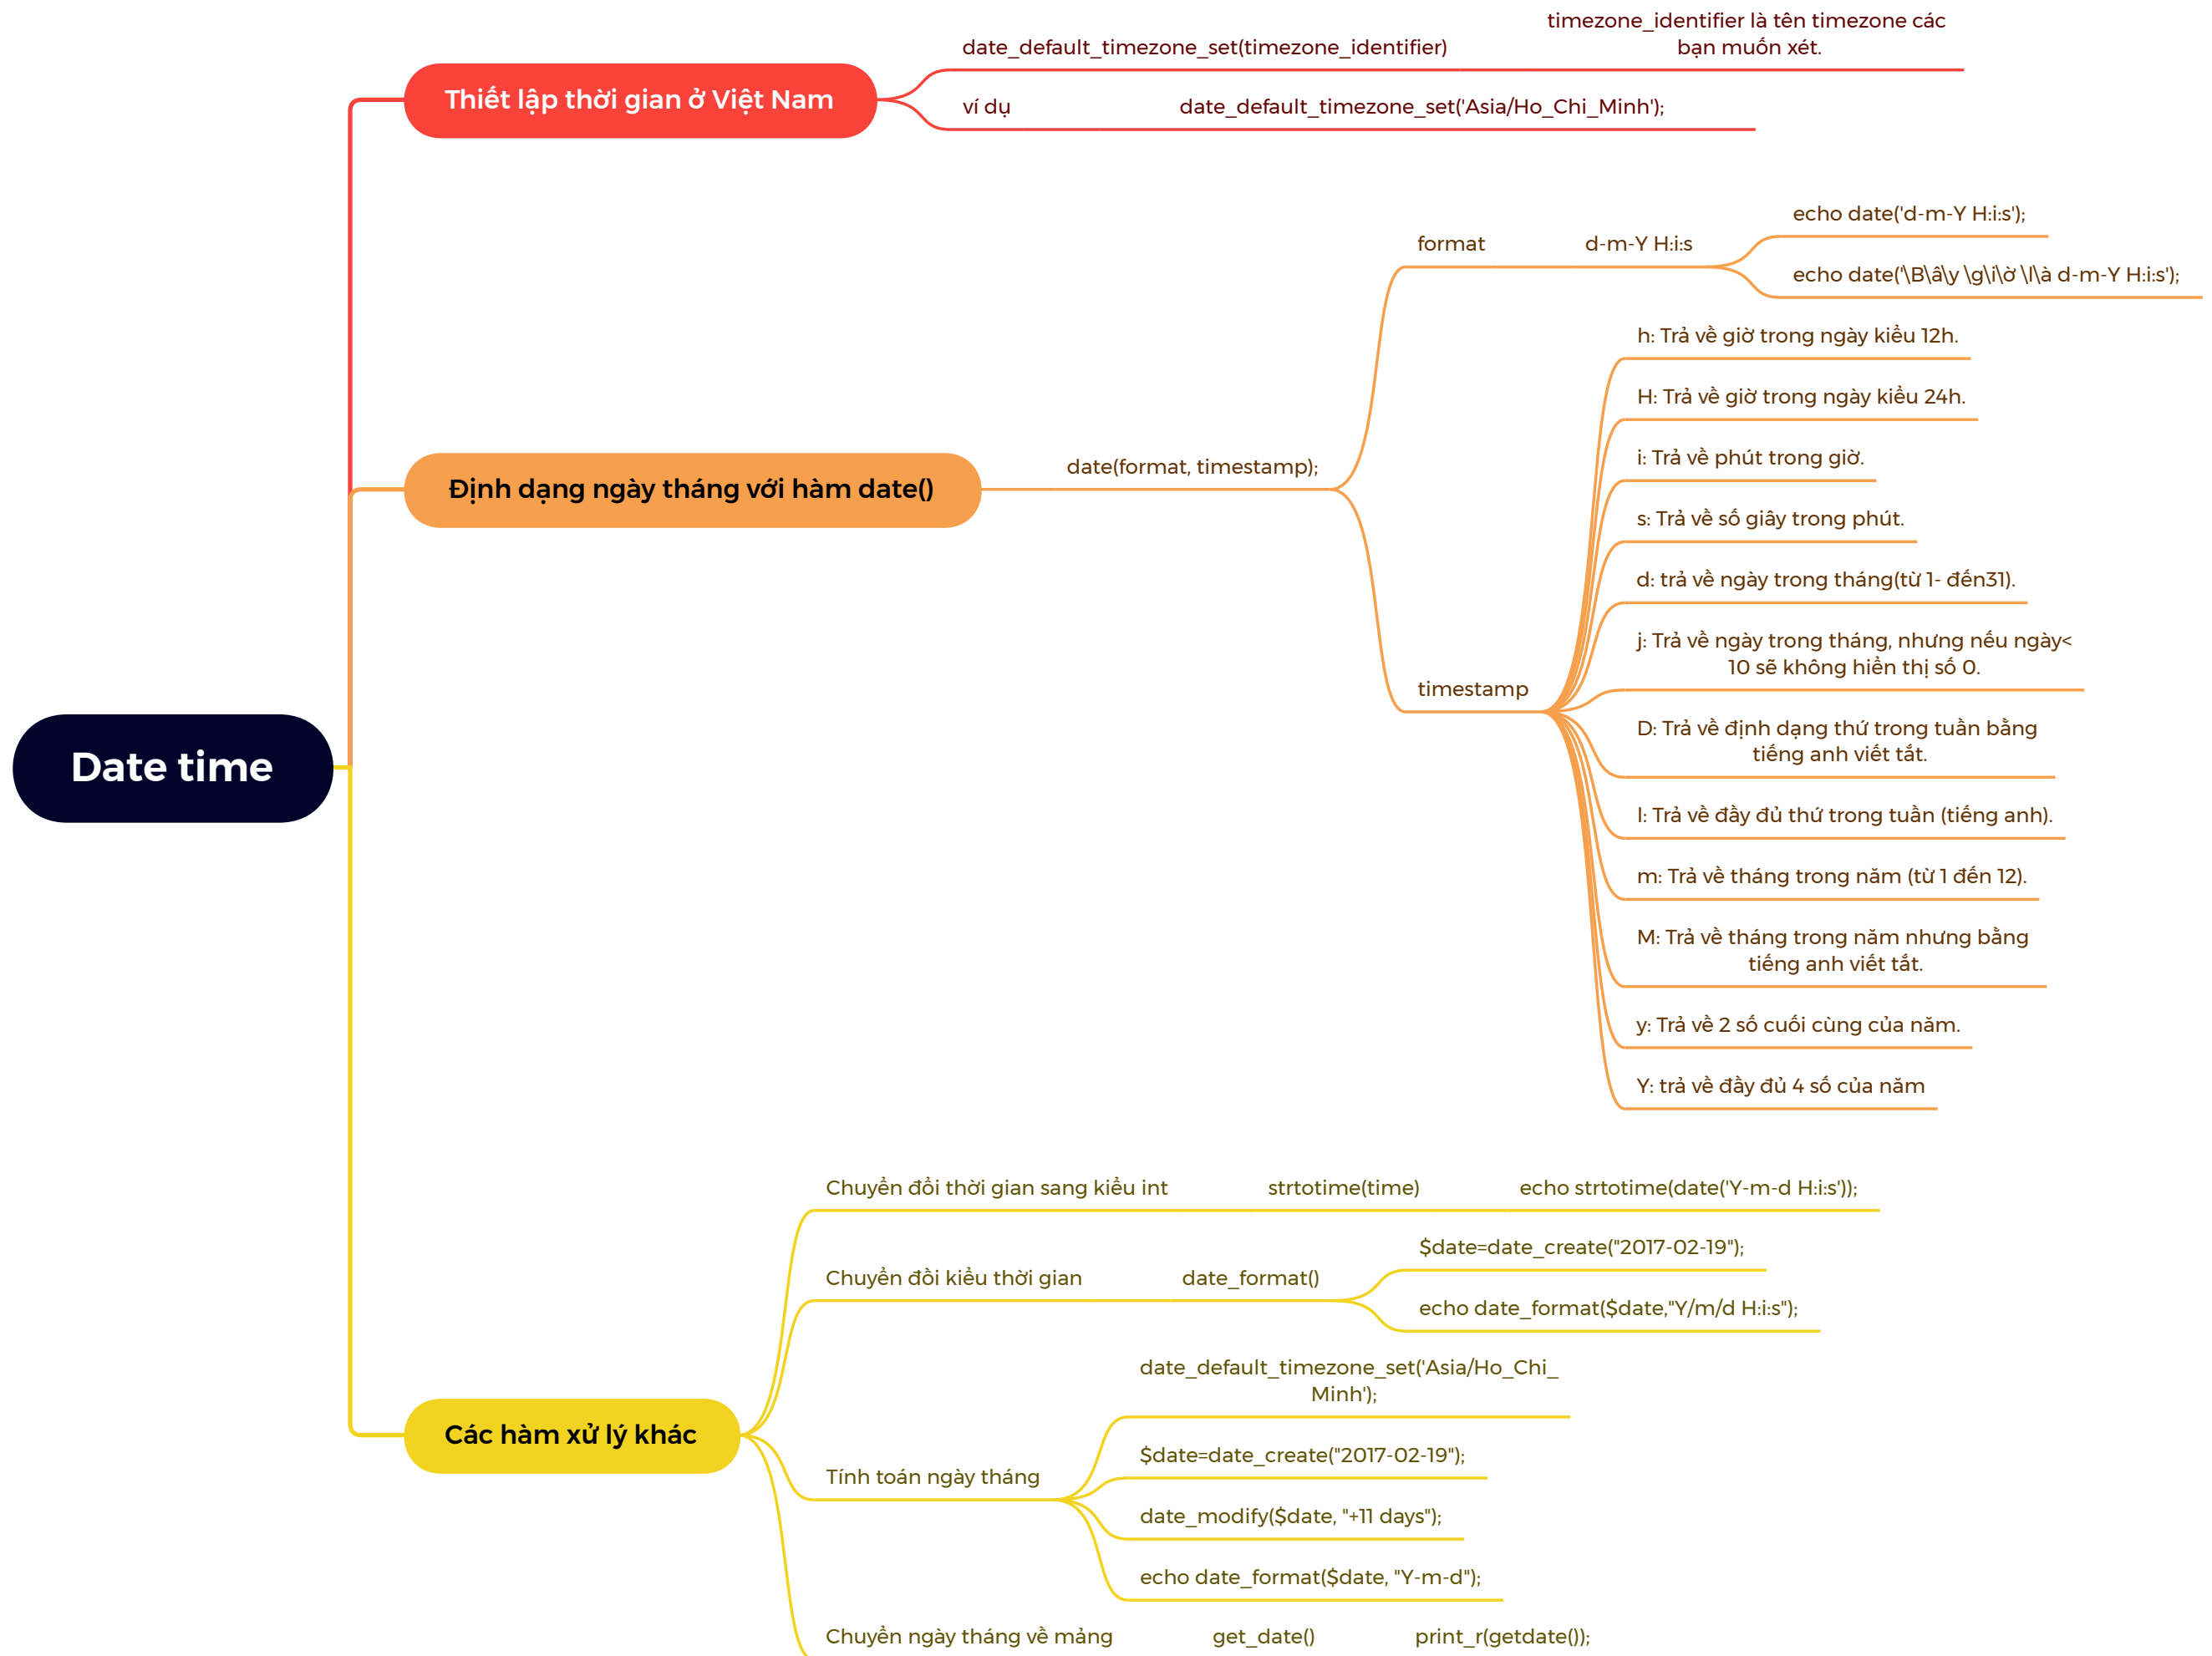 Date time
Thiết lập thời gian ở Việt Nam
date_default_timezone_set(timezone_identifier)
timezone_identifier là tên timezone các
bạn muốn xét.
ví dụ
date_default_timezone_set('Asia/Ho_Chi_Minh');
Định dạng ngày tháng với hàm date()
date(format, timestamp);
format
d-m-Y H:i:s
echo date('d-m-Y H:i:s');
echo date('\B\â\y \g\i\ờ \l\à d-m-Y H:i:s');
timestamp
h: Trả về giờ trong ngày kiểu 12h.
H: Trả về giờ trong ngày kiểu 24h.
i: Trả về phút trong giờ.
s: Trả về số giây trong phút.
d: trả về ngày trong tháng(từ 1- đến31).
j: Trả về ngày trong tháng, nhưng nếu ngày<
10 sẽ không hiển thị số 0.
D: Trả về định dạng thứ trong tuần bằng
tiếng anh viết tắt.
l: Trả về đầy đủ thứ trong tuần (tiếng anh).
m: Trả về tháng trong năm (từ 1 đến 12).
M: Trả về tháng trong năm nhưng bằng
tiếng anh viết tắt.
y: Trả về 2 số cuối cùng của năm.
Y: trả về đầy đủ 4 số của năm
Các hàm xử lý khác
Chuyển đổi thời gian sang kiểu int
strtotime(time)
echo strtotime(date('Y-m-d H:i:s'));
Chuyển đồi kiểu thời gian
date_format()
$date=date_create("2017-02-19");
echo date_format($date,"Y/m/d H:i:s");
Tính toán ngày tháng
date_default_timezone_set('Asia/Ho_Chi_
Minh');
$date=date_create("2017-02-19");
date_modify($date, "+11 days");
echo date_format($date, "Y-m-d");
Chuyển ngày tháng về mảng
get_date()
print_r(getdate());